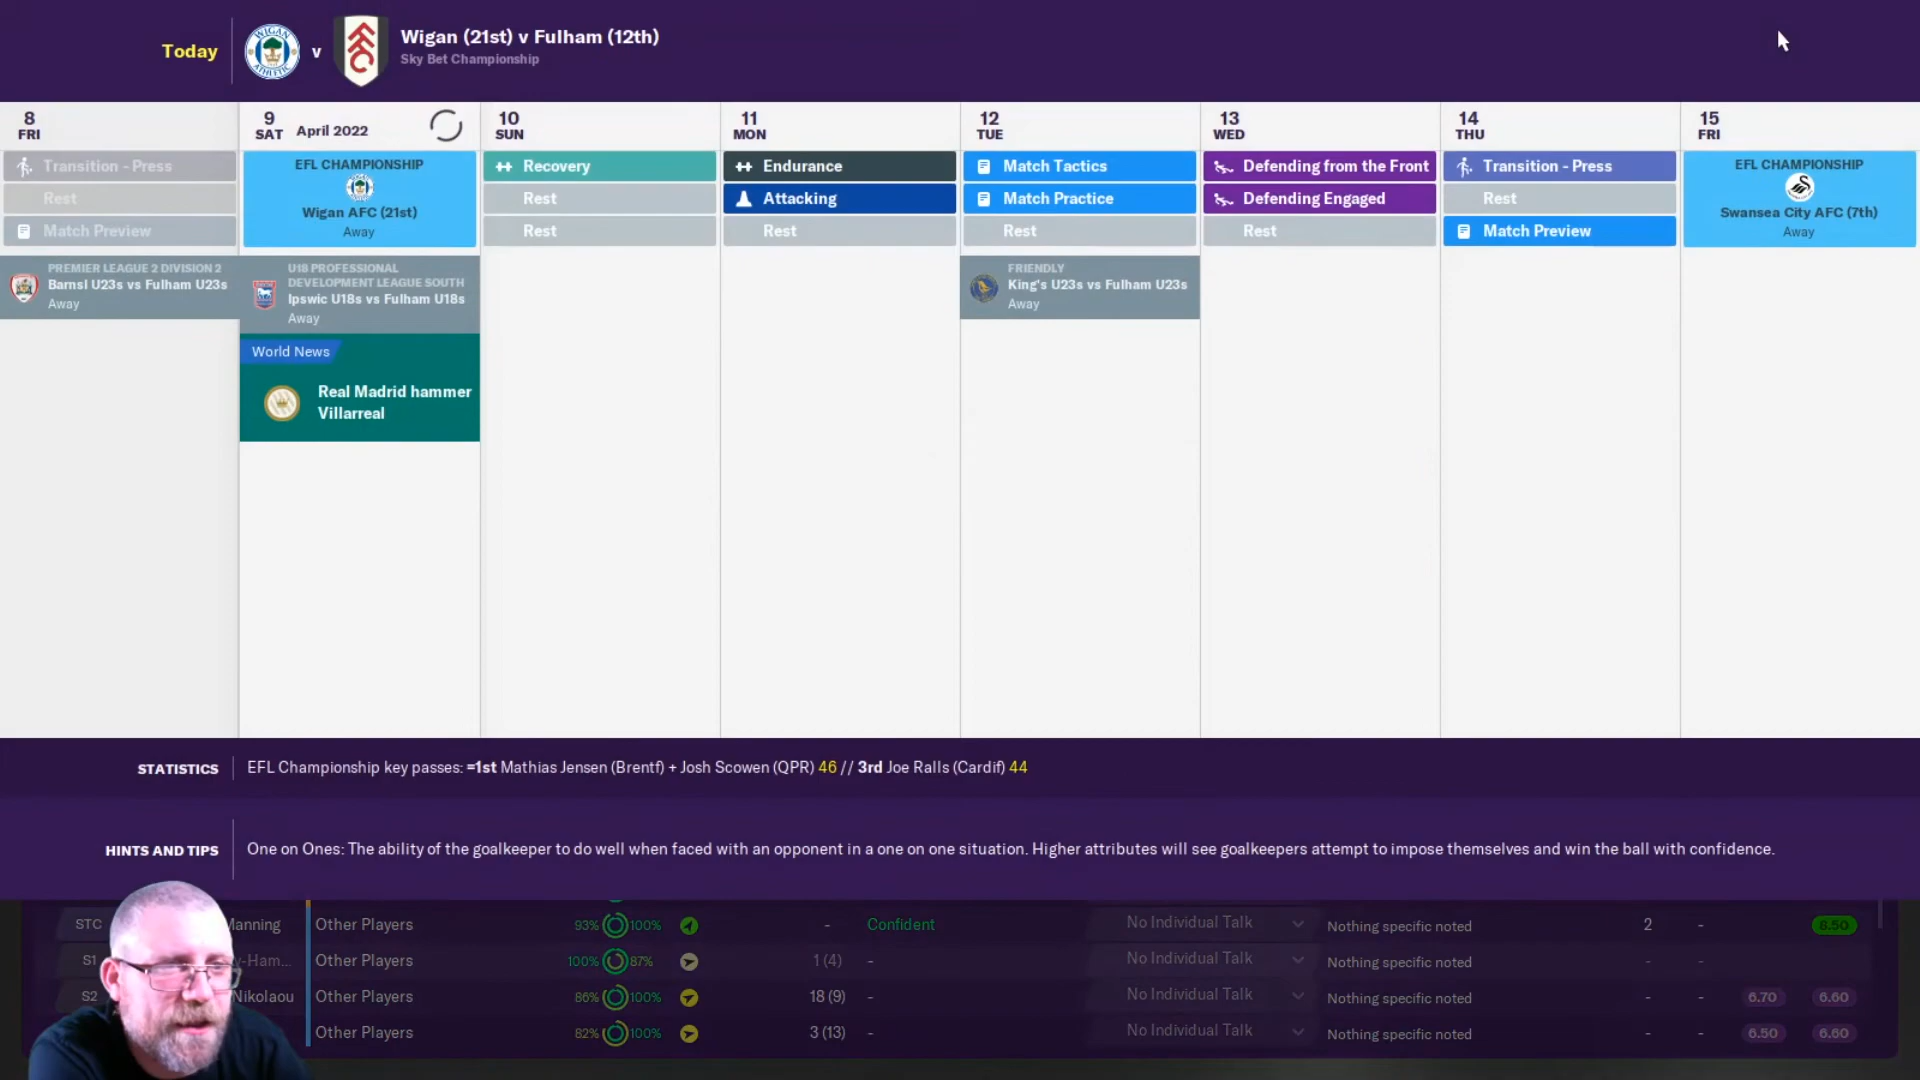 Today
v
Wigan (21st) v Fulham (12th)
Sky Bet Championship
8
FRI
Transition - Press
Rest
Match Preview
PREMIER LEAGUE 2 DIVISION 2
Barnsl U23s vs Fulham U23s
Away
9
SAT April 2022
EFL CHAMPIONSHIP
Wigan AFC (21st)
Away
U18 PROFESSIONAL
DEVELOPMENT LEAGUE SOUTH
Ipswic U18s vs Fulham U18s
Away
World News
Real Madrid hammer
Villarreal
10
SUN
Recovery
Rest
Rest
11
MON
Endurance
Attacking
Rest
12
TUE
Match Tactics
Match Practice
Rest
FRIENDLY
King's U23s vs Fulham U23s
Away
13
WED
Defending from the Front
Defending Engaged
Rest
14
THU
Transition - Press
Rest
Match Preview
15
FRI
EFL CHAMPIONSHIP
Swansea City AFC (7th)
Away
STATISTICS EFL Championship key passes: =1st Mathias Jensen (Brentf) + Josh Scowen (QPR) 46 // 3rd Joe Ralls (Cardif) 44
HINTS AND TIPS One on Ones: The ability of the goalkeeper to do well when faced with an opponent in a one on one situation. Higher attributes will see goalkeepers attempt to impose themselves and win the ball with confidence.
STC Manning Other Players 93% 100% - Confident No Individual Talk Nothing specific noted 2 - 8.50
S1 y-Ham... Other Players 100% 87% 1 (4) - No Individual Talk Nothing specific noted - -
S2 Nikolaou Other Players 86% 100% 18 (9) - No Individual Talk Nothing specific noted - - 6.70 6.60
Other Players 82% 100% 3 (13) - No Individual Talk Nothing specific noted - - 6.50 6.60